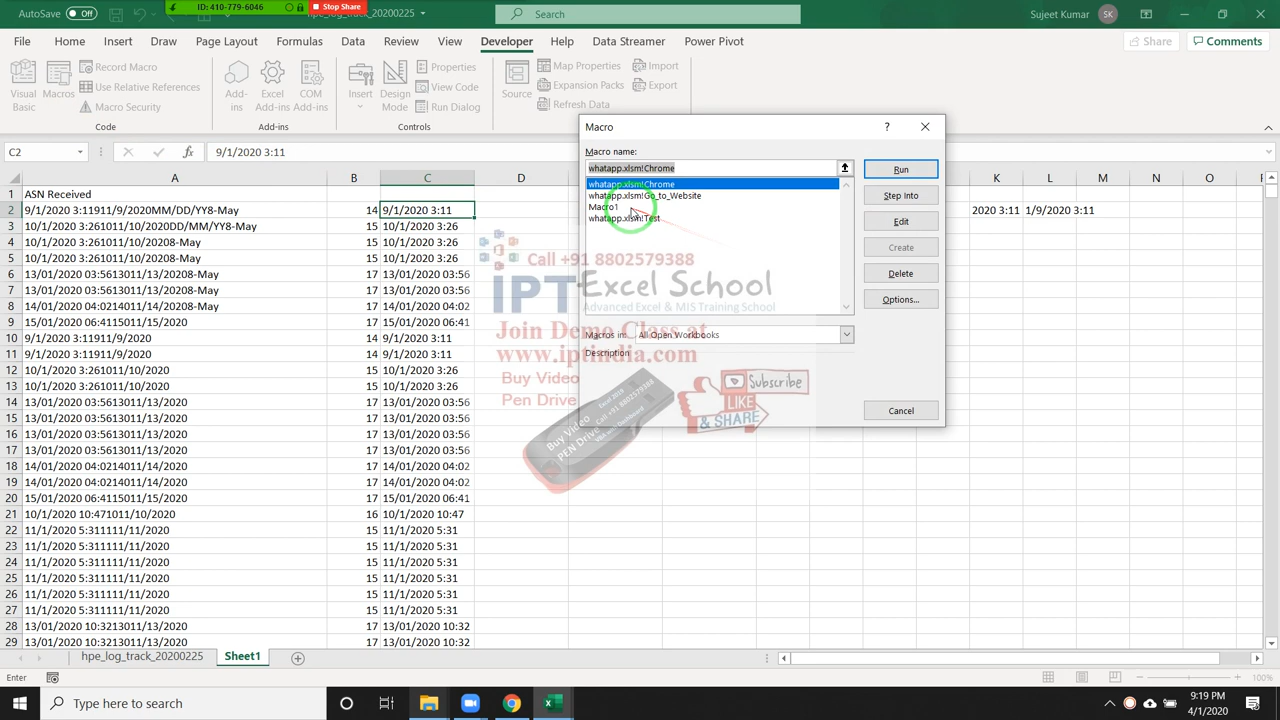 AutoSave Off ID: 410-779-6046 Stop Share hpe_log_track_20200225 Search Sujeet Kumar SK
File Home Insert Draw Page Layout Formulas Data Review View Developer Help Data Streamer Power Pivot Share Comments
Visual Basic Macros Record Macro Use Relative References Macro Security Code
Add-ins Excel Add-ins COM Add-ins Add-ins
Insert Design Mode Properties View Code Run Dialog Controls
Source Map Properties Expansion Packs Refresh Data Import Export
C2 fx 9/1/2020 3:11
A B C D K L M N O
1 ASN Received
2 9/1/2020 3:11911/9/2020MM/DD/YY8-May 14 9/1/2020 3:11 2020 3:11 1/9/2020 3:11
3 10/1/2020 3:261011/10/2020DD/MM/YY8-May 15 10/1/2020 3:26
4 10/1/2020 3:261011/10/20208-May 15 10/1/2020 3:26
5 10/1/2020 3:261011/10/20208-May 15 10/1/2020 3:26
6 13/01/2020 03:5613011/13/20208-May 17 13/01/2020 03:56
7 13/01/2020 03:5613011/13/20208-May 17 13/01/2020 03:56
8 14/01/2020 04:0214011/14/20208-May 17 14/01/2020 04:02
9 15/01/2020 06:4115011/15/2020 17 15/01/2020 06:41
10 9/1/2020 3:11911/9/2020 14 9/1/2020 3:11
11 9/1/2020 3:11911/9/2020 14 9/1/2020 3:11
12 10/1/2020 3:261011/10/2020 15 10/1/2020 3:26
13 10/1/2020 3:261011/10/2020 15 10/1/2020 3:26
14 13/01/2020 03:5613011/13/2020 17 13/01/2020 03:56
15 13/01/2020 03:5613011/13/2020 17 13/01/2020 03:56
16 13/01/2020 03:5613011/13/2020 17 13/01/2020 03:56
17 13/01/2020 03:5613011/13/2020 17 13/01/2020 03:56
18 14/01/2020 04:0214011/14/2020 17 14/01/2020 04:02
19 14/01/2020 04:0214011/14/2020 17 14/01/2020 04:02
20 15/01/2020 06:4115011/15/2020 17 15/01/2020 06:41
21 10/1/2020 10:471011/10/2020 16 10/1/2020 10:47
22 11/1/2020 5:311111/11/2020 15 11/1/2020 5:31
23 11/1/2020 5:311111/11/2020 15 11/1/2020 5:31
24 11/1/2020 5:311111/11/2020 15 11/1/2020 5:31
25 11/1/2020 5:311111/11/2020 15 11/1/2020 5:31
26 11/1/2020 5:311111/11/2020 15 11/1/2020 5:31
27 11/1/2020 5:311111/11/2020 15 11/1/2020 5:31
28 13/01/2020 10:3213011/13/2020 17 13/01/2020 10:32
29 13/01/2020 10:3213011/13/2020 17 13/01/2020 10:32
Macro ?
Macro name:
whatapp.xlsm!Chrome
whatapp.xlsm!Chrome
whatapp.xlsm!Go_to_Website
Macro1
whatapp.xlsm!Test
Run
Step Into
Edit
Create
Delete
Options...
Macros in: All Open Workbooks
Description
Cancel
Call +91 8802579388
IPT Excel School
Advanced Excel & MIS Training School
Join Demo Class at
www.iptindia.com
Buy Video
Pen Drive
Excel 2019
Call +91 8802579388
Buy Video
PEN Drive
Subscribe
LIKE
& SHARE
hpe_log_track_20200225 Sheet1
Enter 100%
Type here to search
9:19 PM
4/1/2020